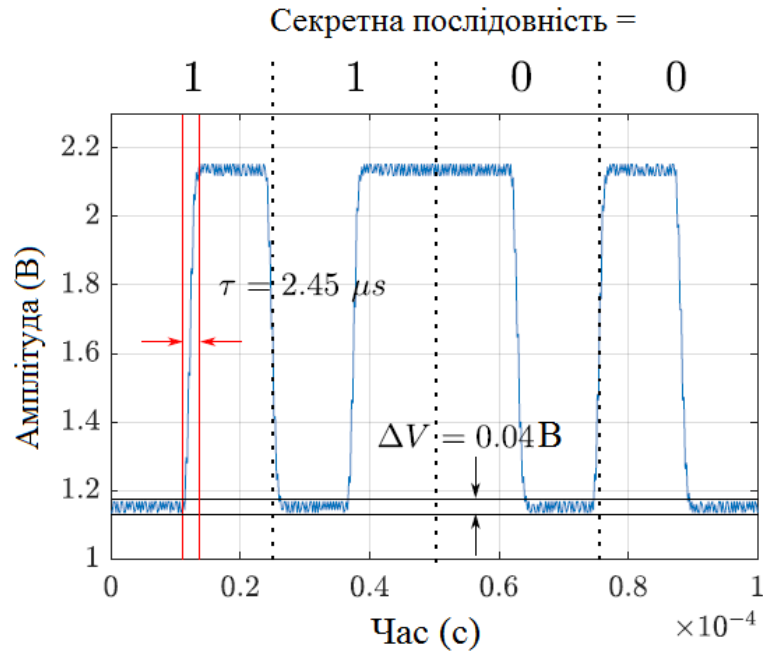 Секретна послідовність =
1 1 0 0
2.2
2
1.8
1.6
1.4
1.2
1
Амплітуда (В)
τ = 2.45 μs
ΔV = 0.04В
0 0.2 0.4 0.6 0.8 1
×10⁻⁴
Час (с)